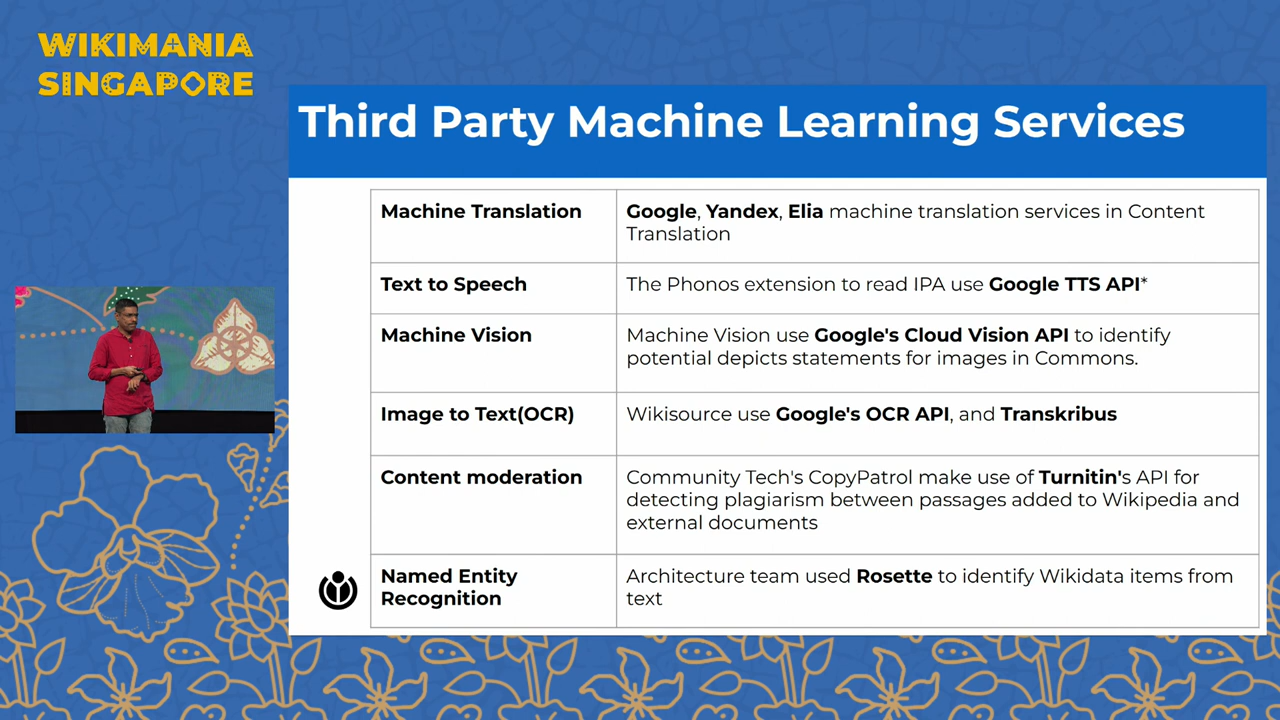 WIKIMANIA
SINGAPORE
Third Party Machine Learning Services
Machine Translation
Google, Yandex, Elia machine translation services in Content
Translation
Text to Speech
The Phonos extension to read IPA use Google TTS API*
Machine Vision
Machine Vision use Google's Cloud Vision API to identify
potential depicts statements for images in Commons.
Image to Text(OCR)
Wikisource use Google's OCR API, and Transkribus
Content moderation
Community Tech's CopyPatrol make use of Turnitin's API for
detecting plagiarism between passages added to Wikipedia and
external documents
Named Entity
Recognition
Architecture team used Rosette to identify Wikidata items from
text